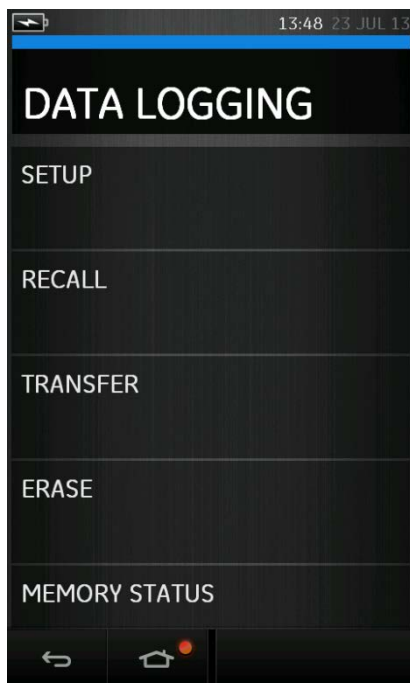 13:48 23 JUL 13
DATA LOGGING
SETUP
RECALL
TRANSFER
ERASE
MEMORY STATUS